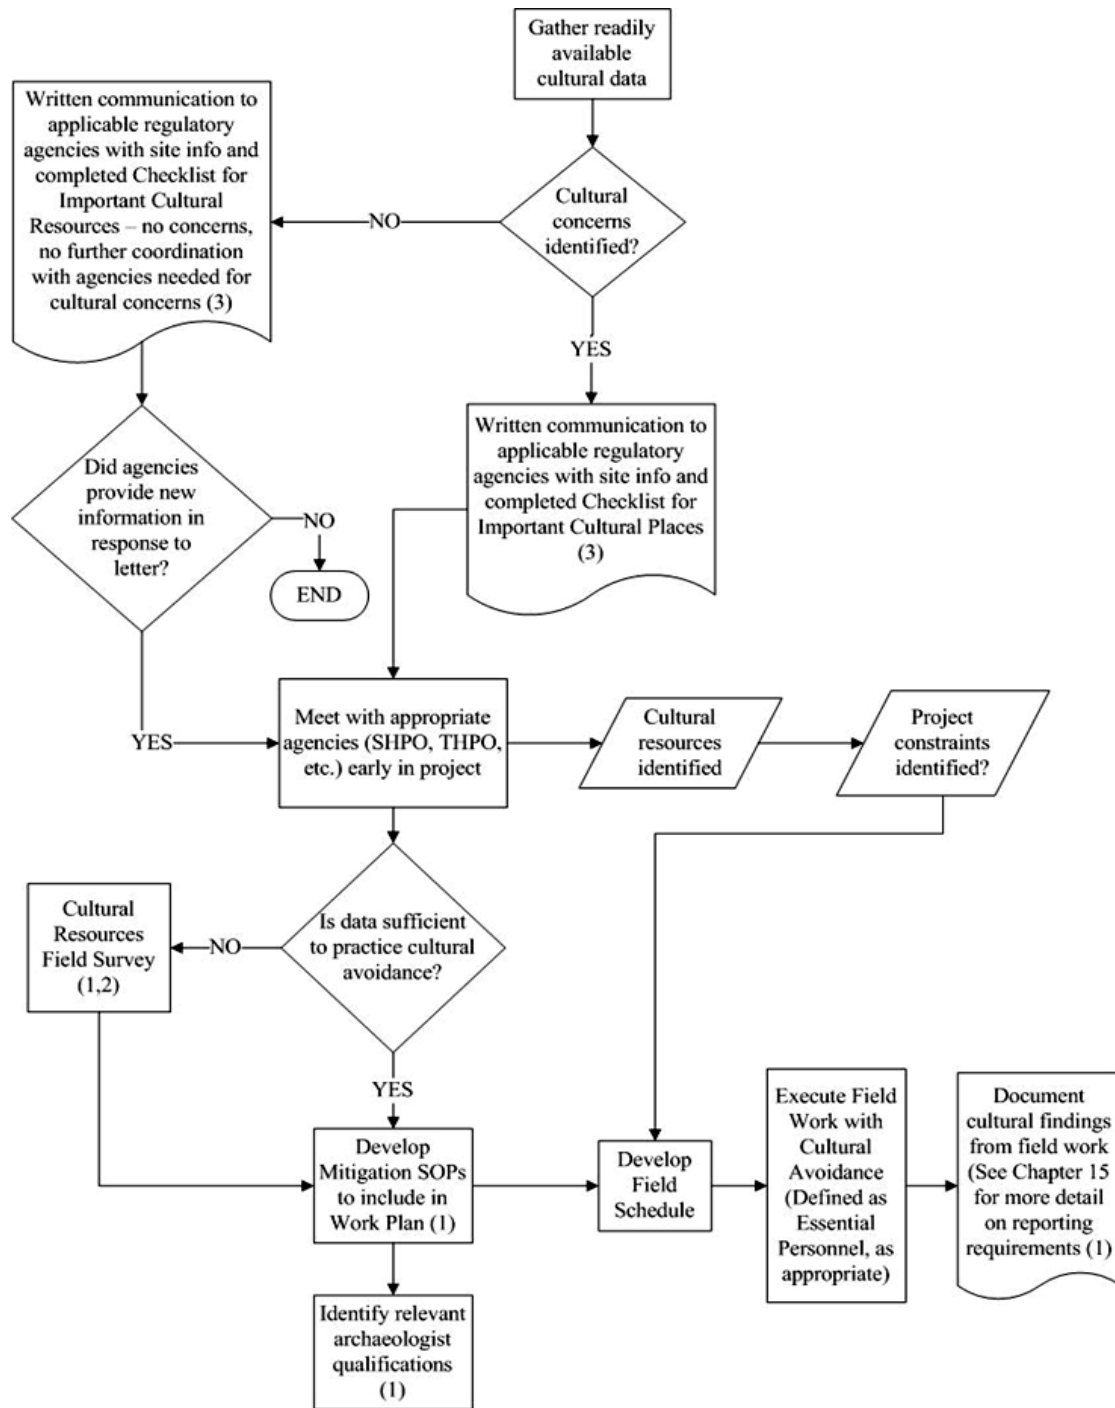 Gather readily
available
cultural data
Written communication to
applicable regulatory
agencies with site info and
completed Checklist for
Important Cultural
Resources – no concerns,
no further coordination
with agencies needed for
cultural concerns (3)
Cultural
concerns
identified?
NO
YES
Written communication to
applicable regulatory
agencies with site info and
completed Checklist for
Important Cultural Places
(3)
Did agencies
provide new
information in
response to
letter?
NO
END
YES
Meet with appropriate
agencies (SHPO, THPO,
etc.) early in project
Cultural
resources
identified
Project
constraints
identified?
Is data sufficient
to practice cultural
avoidance?
NO
Cultural
Resources
Field Survey
(1,2)
YES
Develop
Mitigation SOPs
to include in
Work Plan (1)
Develop
Field
Schedule
Execute Field
Work with
Cultural
Avoidance
(Defined as
Essential
Personnel, as
appropriate)
Document
cultural findings
from field work
(See Chapter 15
for more detail
on reporting
requirements (1)
Identify relevant
archaeologist
qualifications
(1)